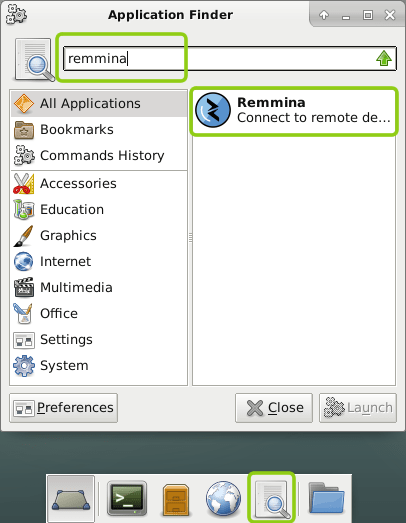 Application Finder
remmina
All Applications
Bookmarks
Commands History
Accessories
Education
Graphics
Internet
Multimedia
Office
Settings
System
Remmina
Connect to remote de...
Preferences
Close
Launch